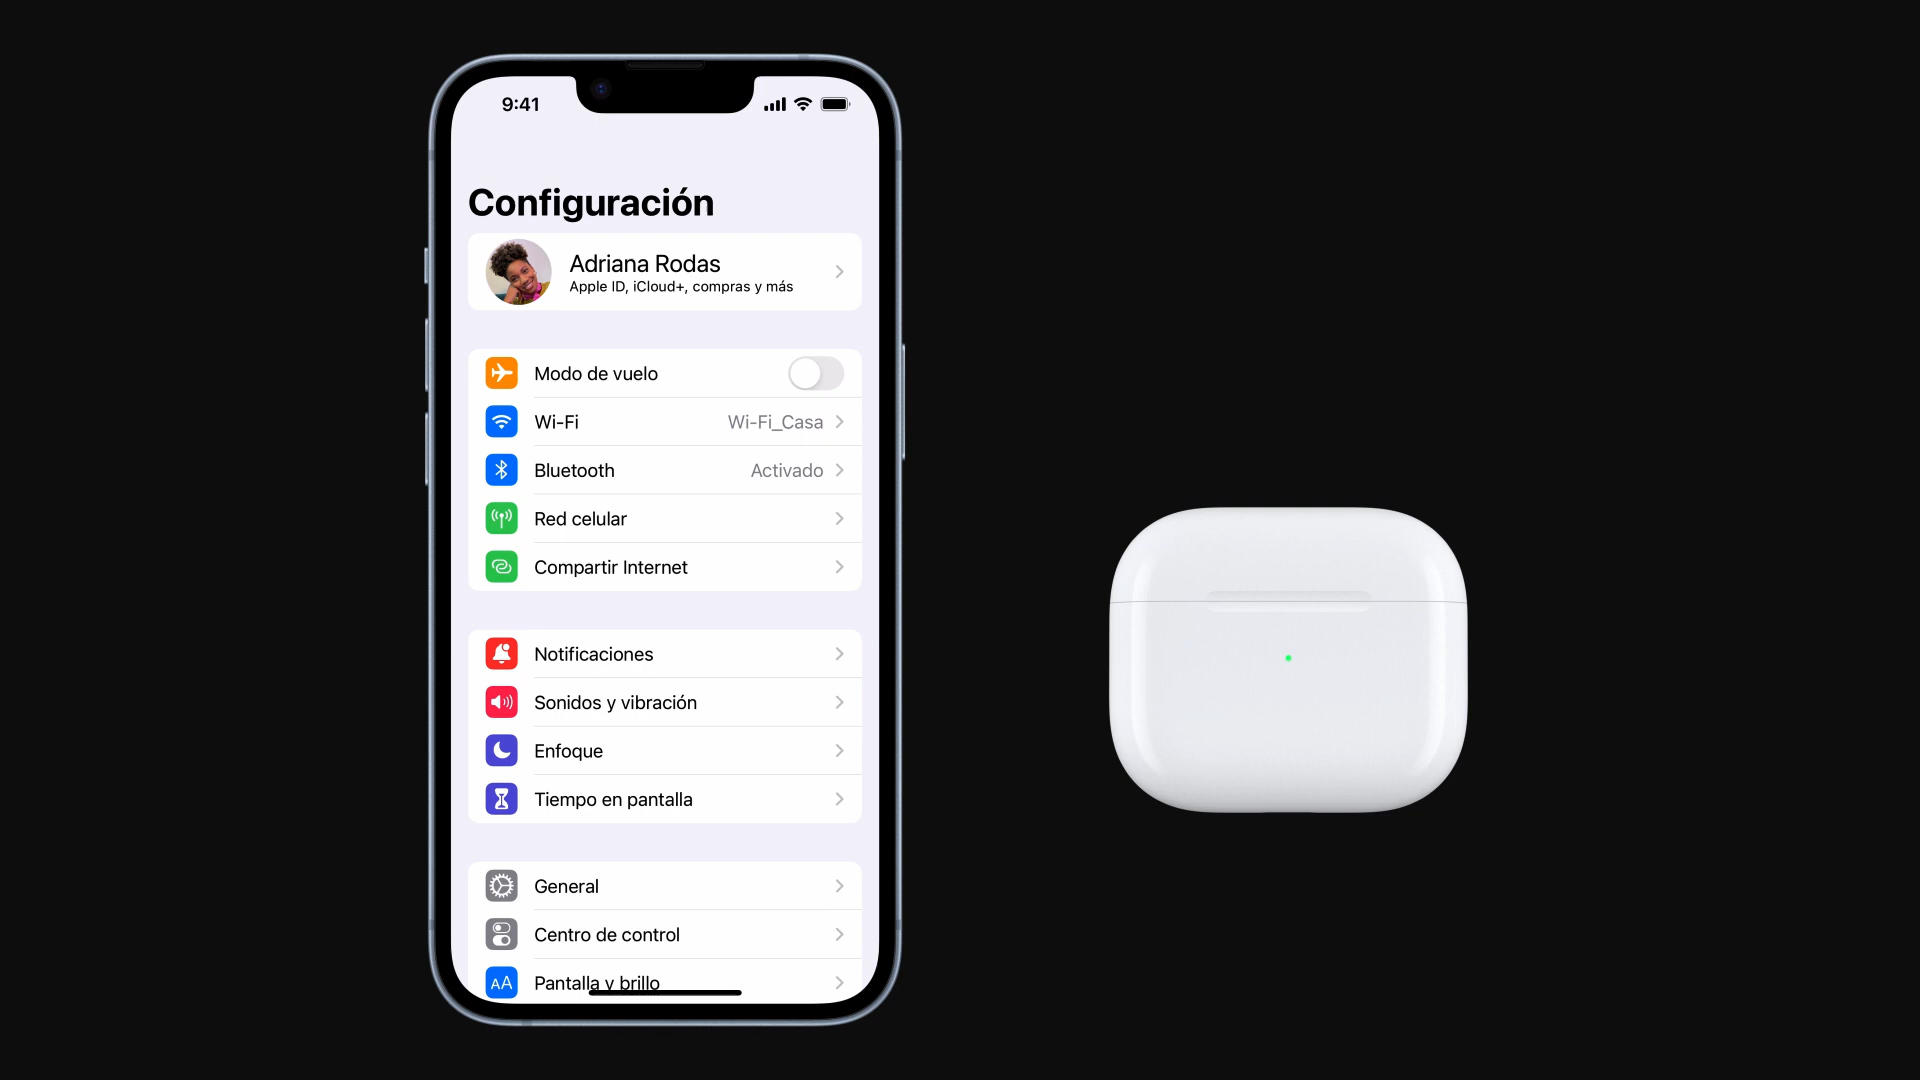 9:41
Configuración
Adriana Rodas
Apple ID, iCloud+, compras y más
Modo de vuelo
Wi-Fi Wi-Fi_Casa
Bluetooth Activado
Red celular
Compartir Internet
Notificaciones
Sonidos y vibración
Enfoque
Tiempo en pantalla
General
Centro de control
AA Pantalla y brillo